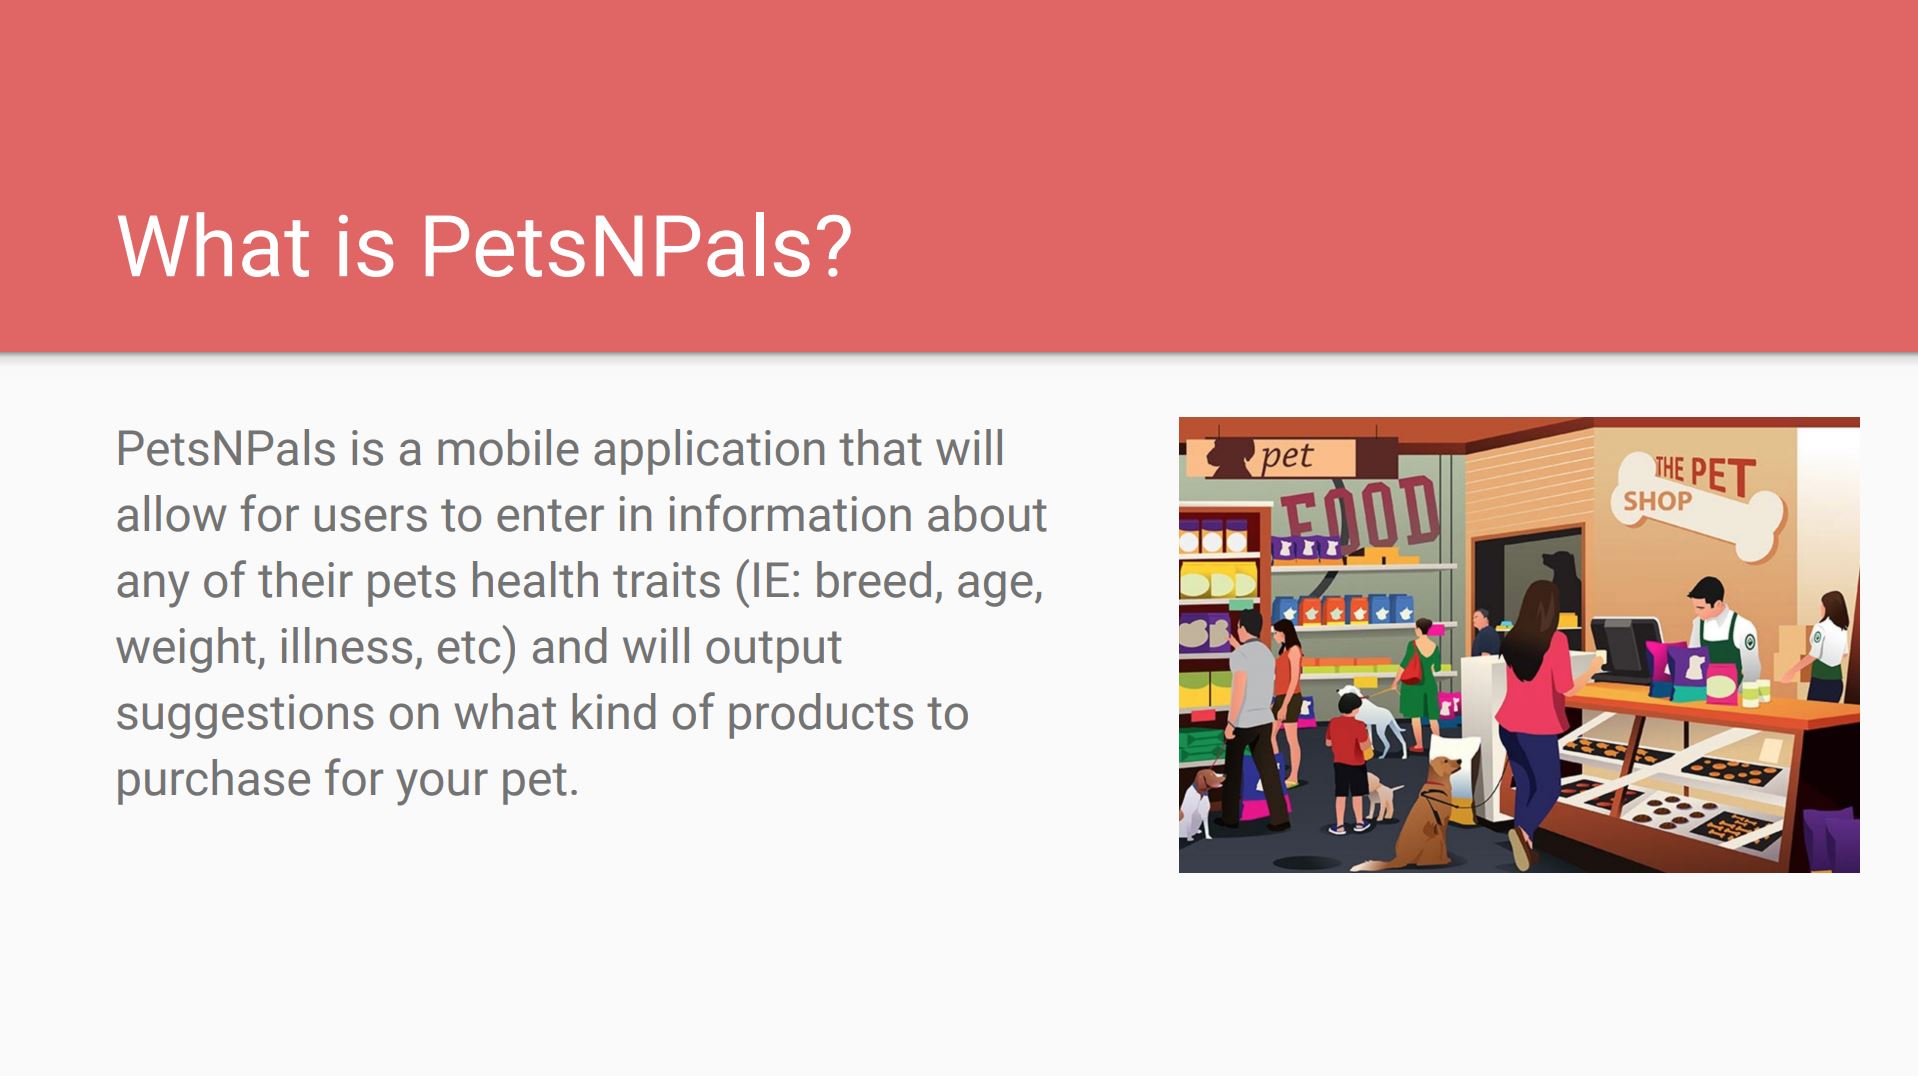 What is PetsNPals?
PetsNPals is a mobile application that will
allow for users to enter in information about
any of their pets health traits (IE: breed, age,
weight, illness, etc) and will output
suggestions on what kind of products to
purchase for your pet.
pet
FOOD
THE PET
SHOP